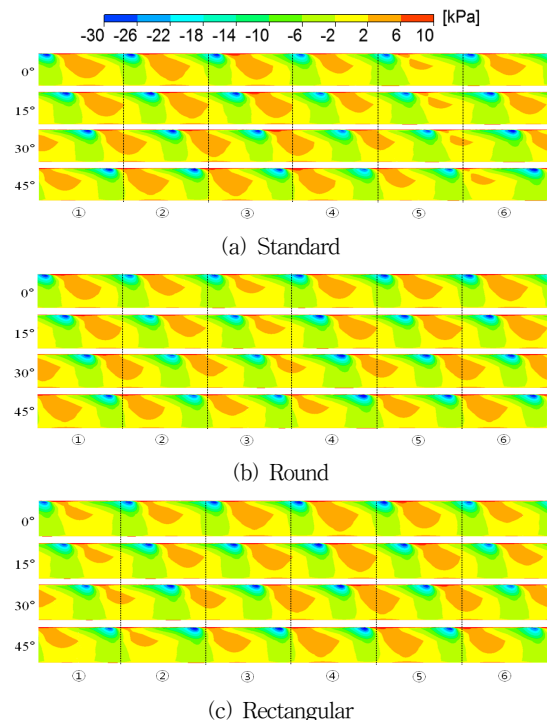 [kPa]
-30 -26 -22 -18 -14 -10 -6 -2 2 6 10
0°
15°
30°
45°
① ② ③ ④ ⑤ ⑥
(a) Standard
0°
15°
30°
45°
① ② ③ ④ ⑤ ⑥
(b) Round
0°
15°
30°
45°
① ② ③ ④ ⑤ ⑥
(c) Rectangular